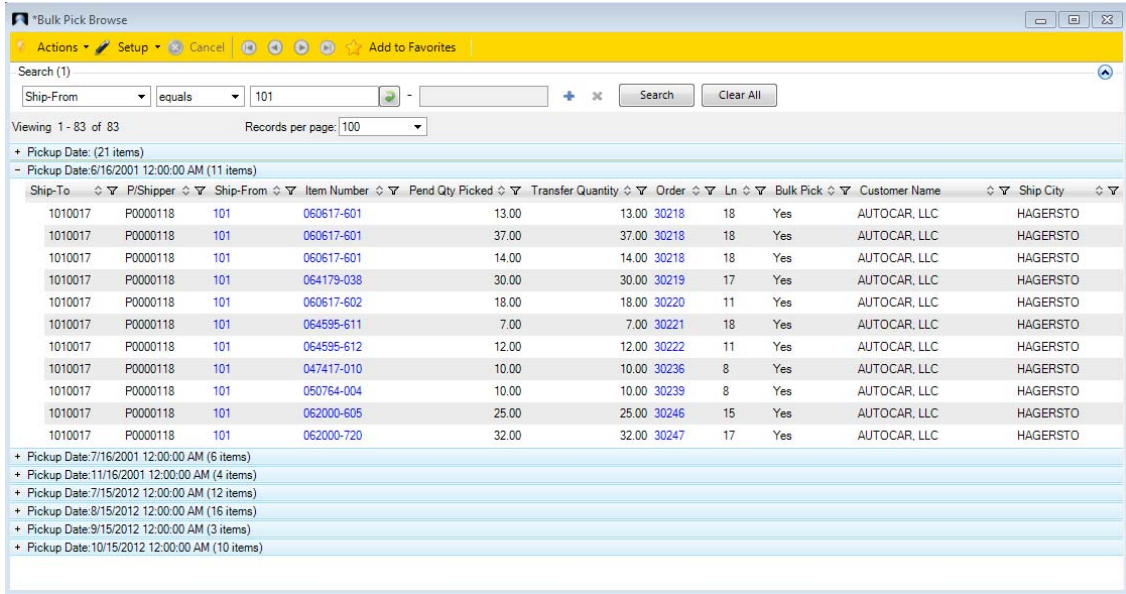 *Bulk Pick Browse
Actions Setup Cancel Add to Favorites
Search (1)
Ship-From equals 101 - Search Clear All
Viewing 1 - 83 of 83 Records per page: 100
+ Pickup Date: (21 items)
- Pickup Date:6/16/2001 12:00:00 AM (11 items)
Ship-To P/Shipper Ship-From Item Number Pend Qty Picked Transfer Quantity Order Ln Bulk Pick Customer Name Ship City
1010017 P0000118 101 060617-601 13.00 13.00 30218 18 Yes AUTOCAR, LLC HAGERSTO
1010017 P0000118 101 060617-601 37.00 37.00 30218 18 Yes AUTOCAR, LLC HAGERSTO
1010017 P0000118 101 060617-601 14.00 14.00 30218 18 Yes AUTOCAR, LLC HAGERSTO
1010017 P0000118 101 064179-038 30.00 30.00 30219 17 Yes AUTOCAR, LLC HAGERSTO
1010017 P0000118 101 060617-602 18.00 18.00 30220 11 Yes AUTOCAR, LLC HAGERSTO
1010017 P0000118 101 064595-611 7.00 7.00 30221 18 Yes AUTOCAR, LLC HAGERSTO
1010017 P0000118 101 064595-612 12.00 12.00 30222 11 Yes AUTOCAR, LLC HAGERSTO
1010017 P0000118 101 047417-010 10.00 10.00 30236 8 Yes AUTOCAR, LLC HAGERSTO
1010017 P0000118 101 050764-004 10.00 10.00 30239 8 Yes AUTOCAR, LLC HAGERSTO
1010017 P0000118 101 062000-605 25.00 25.00 30246 15 Yes AUTOCAR, LLC HAGERSTO
1010017 P0000118 101 062000-720 32.00 32.00 30247 17 Yes AUTOCAR, LLC HAGERSTO
+ Pickup Date:7/16/2001 12:00:00 AM (6 items)
+ Pickup Date:11/16/2001 12:00:00 AM (4 items)
+ Pickup Date:7/15/2012 12:00:00 AM (12 items)
+ Pickup Date:8/15/2012 12:00:00 AM (16 items)
+ Pickup Date:9/15/2012 12:00:00 AM (3 items)
+ Pickup Date:10/15/2012 12:00:00 AM (10 items)